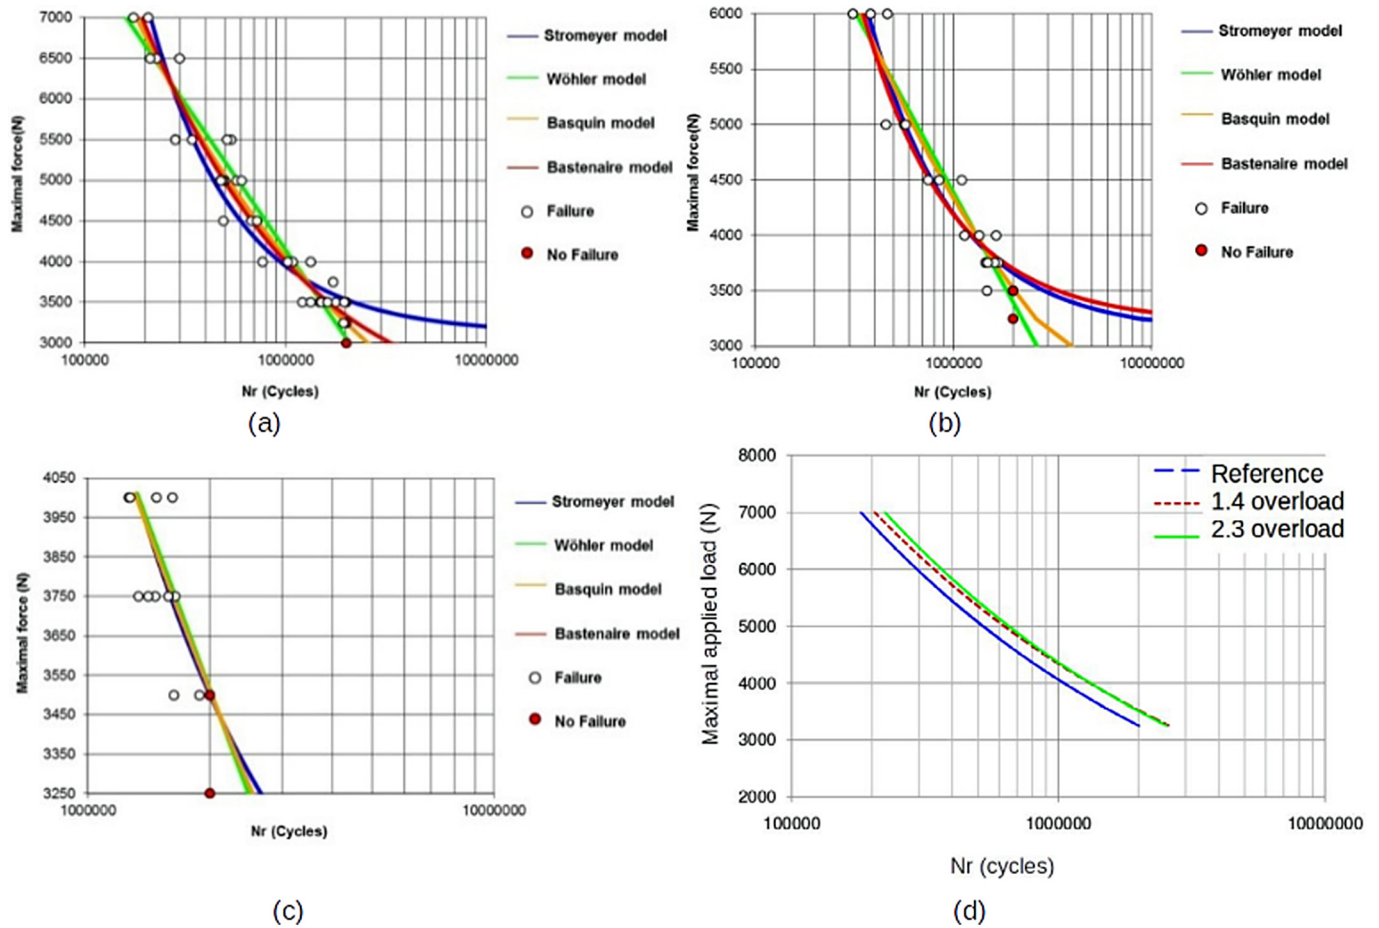 7000
6500
6000
5500
5000
4500
4000
3500
3000
Maximal force(N)
100000
1000000
10000000
Nr (Cycles)
Stromeyer model
Wöhler model
Basquin model
Bastenaire model
Failure
No Failure
(a)
6000
5500
5000
4500
4000
3500
3000
Maximal force(N)
100000
1000000
10000000
Nr (Cycles)
Stromeyer model
Wöhler model
Basquin model
Bastenaire model
Failure
No Failure
(b)
4050
3950
3850
3750
3650
3550
3450
3350
3250
Maximal force (N)
1000000
10000000
Nr (Cycles)
Stromeyer model
Wöhler model
Basquin model
Bastenaire model
Failure
No Failure
(c)
8000
7000
6000
5000
4000
3000
2000
Maximal applied load (N)
100000
1000000
10000000
Nr (cycles)
Reference
1.4 overload
2.3 overload
(d)